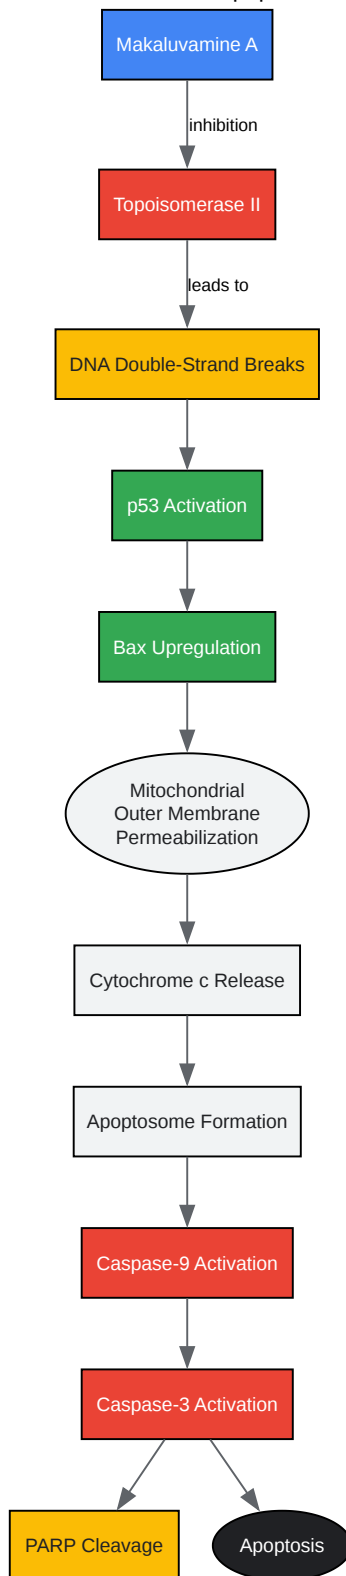 Makaluvamine A
inhibition
Topoisomerase II
leads to
DNA Double-Strand Breaks
p53 Activation
Bax Upregulation
Mitochondrial
Outer Membrane
Permeabilization
Cytochrome c Release
Apoptosome Formation
Caspase-9 Activation
Caspase-3 Activation
PARP Cleavage
Apoptosis